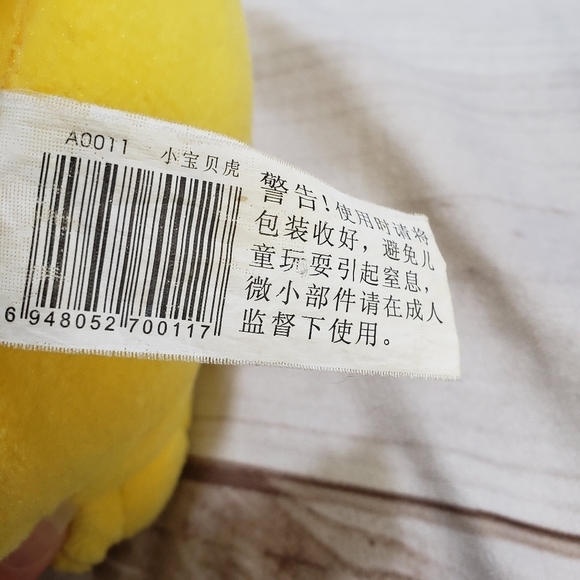 A0011 小宝贝虎
6 948052 700117
警告!使用时请将
包装收好，避免儿
童玩耍引起窒息，
微小部件请在成人
监督下使用。